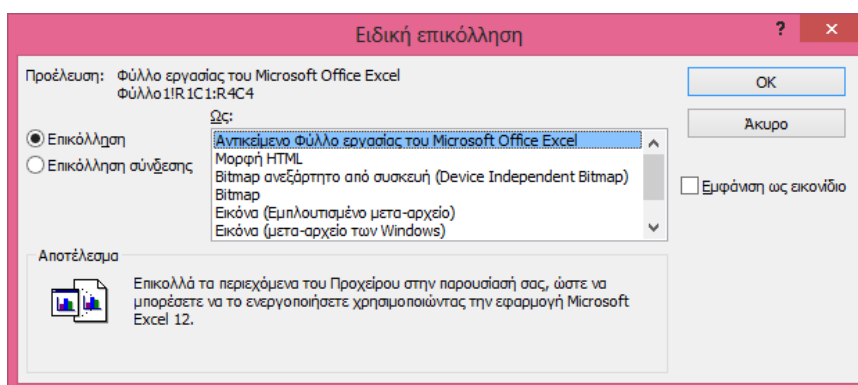 Ειδική επικόλληση
?
×
Προέλευση: Φύλλο εργασίας του Microsoft Office Excel
Φύλλο1!R1C1:R4C4
Ως:
Επικόλληση
Επικόλληση σύνδεσης
Αντικείμενο Φύλλο εργασίας του Microsoft Office Excel
Μορφή HTML
Bitmap ανεξάρτητο από συσκευή (Device Independent Bitmap)
Bitmap
Εικόνα (Εμπλουτισμένο μετα-αρχείο)
Εικόνα (μετα-αρχείο των Windows)
OK
Άκυρο
Εμφάνιση ως εικονίδιο
Αποτέλεσμα
Επικολλά τα περιεχόμενα του Προχείρου στην παρουσίασή σας, ώστε να
μπορέσετε να το ενεργοποιήσετε χρησιμοποιώντας την εφαρμογή Microsoft
Excel 12.